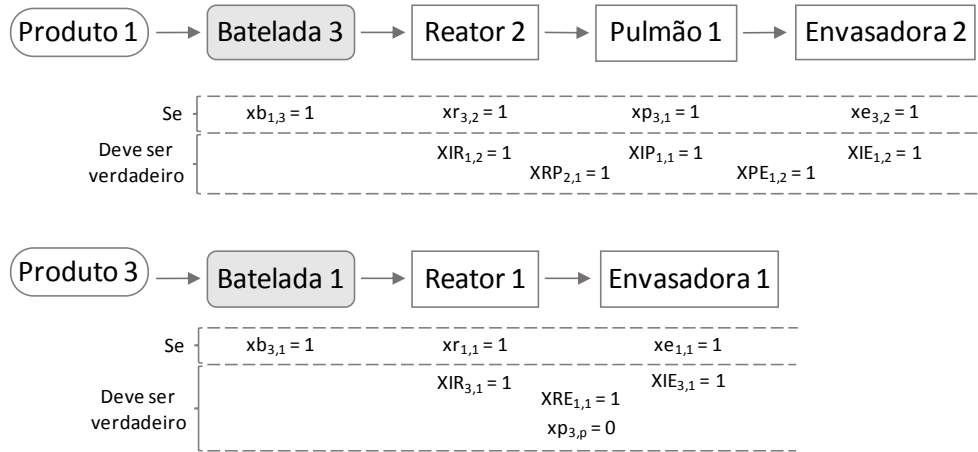 Produto 1 Batelada 3 Reator 2 Pulmão 1 Envasadora 2
Se xb1,3 = 1 xr3,2 = 1 xp3,1 = 1 xe3,2 = 1
Deve ser verdadeiro
XIR1,2 = 1 XIP1,1 = 1 XIE1,2 = 1
XRP2,1 = 1 XPE1,2 = 1
Produto 3 Batelada 1 Reator 1 Envasadora 1
Se xb3,1 = 1 xr1,1 = 1 xe1,1 = 1
Deve ser verdadeiro
XIR3,1 = 1 XIE3,1 = 1
XRE1,1 = 1
xp3,p = 0